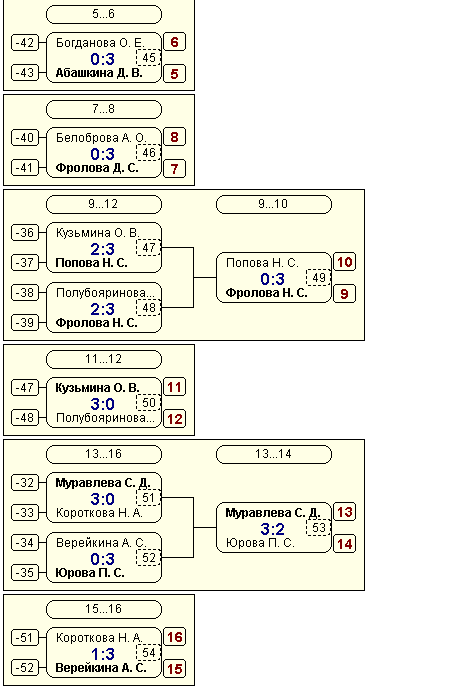 5...6
-42 Богданова О. Е. 6
0:3 45
-43 Абашкина Д. В. 5
7...8
-40 Белоброва А. О. 8
0:3 46
-41 Фролова Д. С. 7
9...12 9...10
-36 Кузьмина О. В.
2:3 47
-37 Попова Н. С.
Попова Н. С. 10
0:3 49
Фролова Н. С. 9
-38 Полубояринова...
2:3 48
-39 Фролова Н. С.
11...12
-47 Кузьмина О. В. 11
3:0 50
-48 Полубояринова... 12
13...16 13...14
-32 Муравлева С. Д.
3:0 51
-33 Короткова Н. А.
Муравлева С. Д. 13
3:2 53
Юрова П. С. 14
-34 Верейкина А. С.
0:3 52
-35 Юрова П. С.
15...16
-51 Короткова Н. А. 16
1:3 54
-52 Верейкина А. С. 15